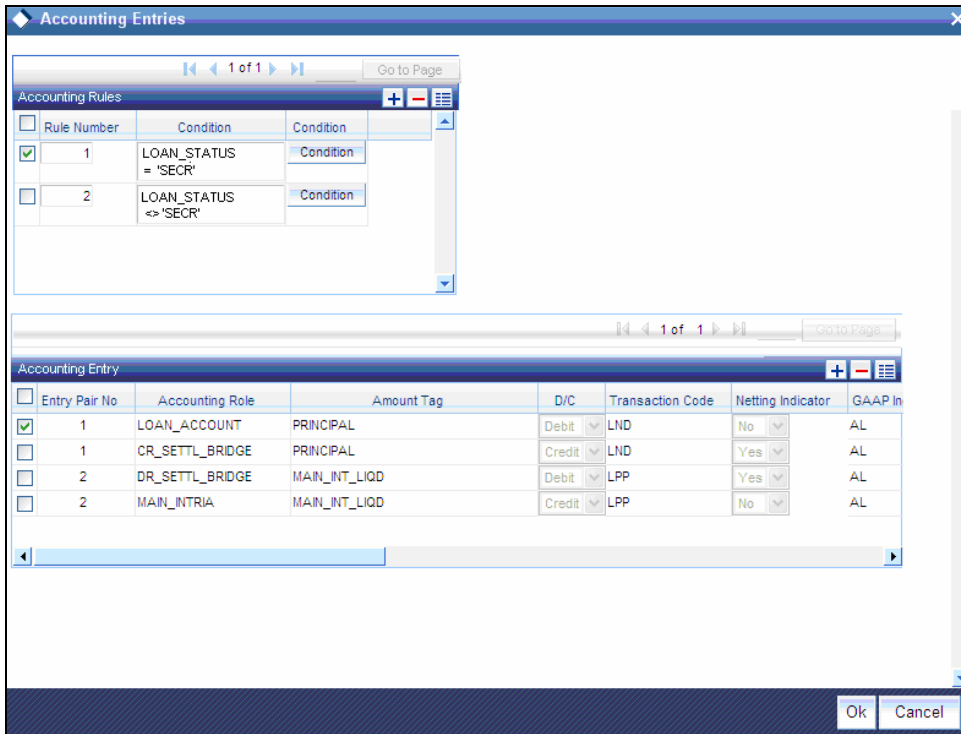 Accounting Entries
1 of 1 Go to Page
Accounting Rules
Rule Number Condition Condition
1 LOAN_STATUS = 'SECR' Condition
2 LOAN_STATUS <> 'SECR' Condition
1 of 1 Go to Page
Accounting Entry
Entry Pair No Accounting Role Amount Tag D/C Transaction Code Netting Indicator GAAP In
1 LOAN_ACCOUNT PRINCIPAL Debit LND No AL
1 CR_SETTL_BRIDGE PRINCIPAL Credit LND Yes AL
2 DR_SETTL_BRIDGE MAIN_INT_LIQD Debit LPP Yes AL
2 MAIN_INTRIA MAIN_INT_LIQD Credit LPP No AL
Ok Cancel